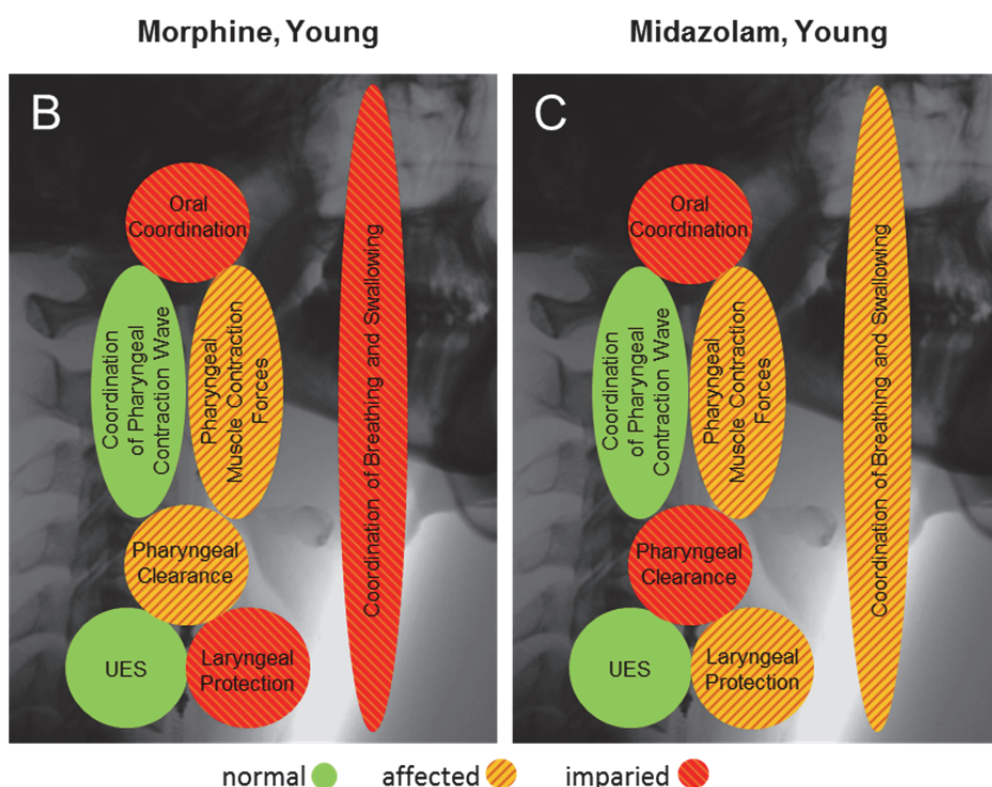 Morphine, Young
Midazolam, Young
B
Oral
Coordination
Coordination
of Pharyngeal
Contraction Wave
Pharyngeal
Muscle Contraction
Forces
Coordination of Breathing and Swallowing
Pharyngeal
Clearance
UES
Laryngeal
Protection
C
Oral
Coordination
Coordination
of Pharyngeal
Contraction Wave
Pharyngeal
Muscle Contraction
Forces
Coordination of Breathing and Swallowing
Pharyngeal
Clearance
UES
Laryngeal
Protection
normal affected imparied